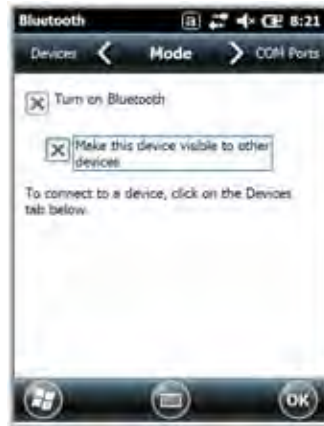 Bluetooth 8:21
Devices Mode COM Ports
Turn on Bluetooth
Make this device visible to other
devices
To connect to a device, click on the Devices
tab below.
OK